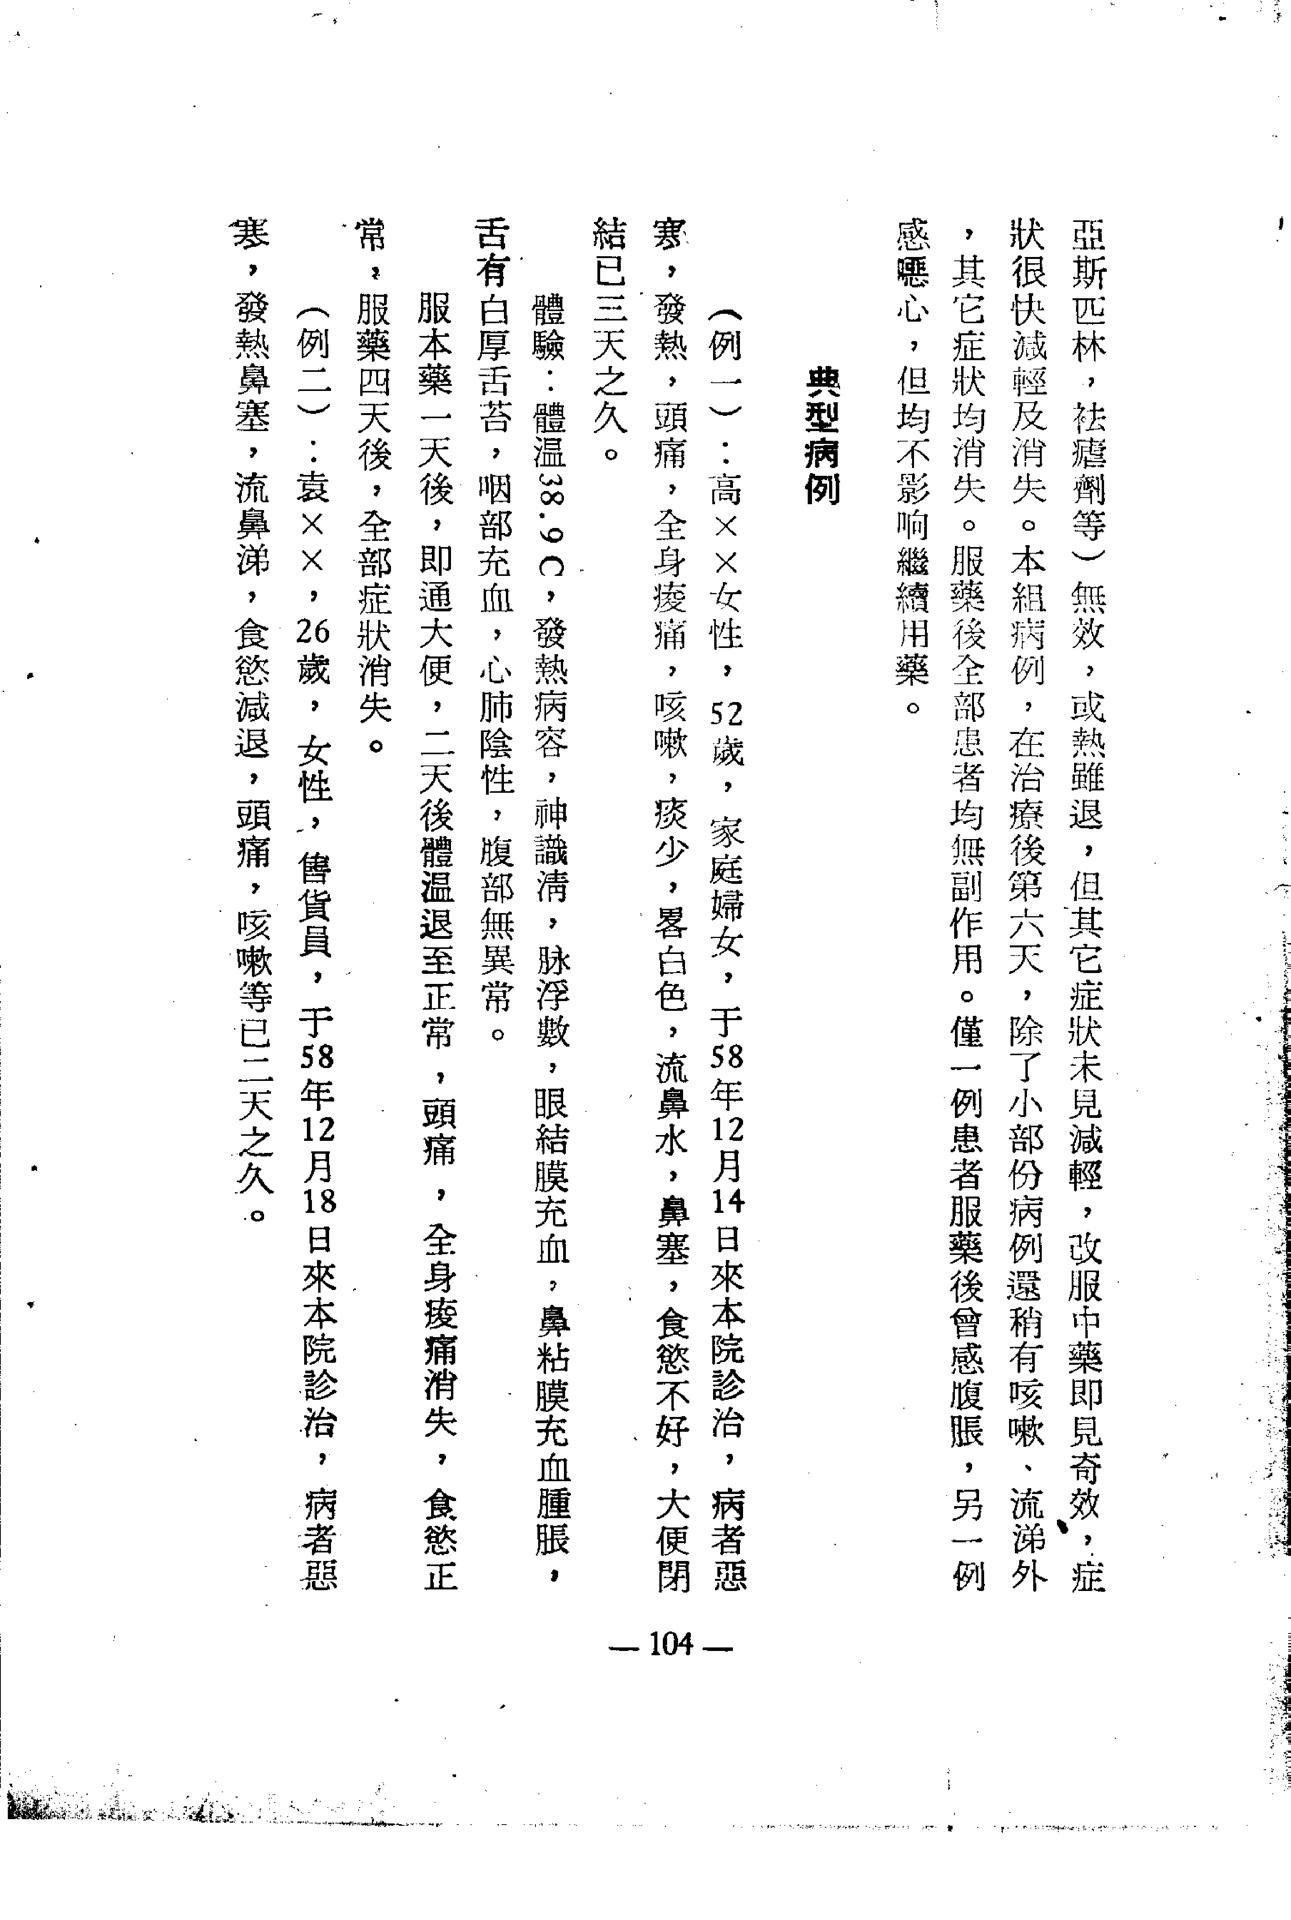 亞斯匹林，祛瘧劑等）無效，或熱雖退，但其它症狀未見減輕，改服中藥即見奇效，症
狀很快減輕及消失。本組病例，在治療後第六天，除了小部份病例還稍有咳嗽、流涕外
，其它症狀均消失。服藥後全部患者均無副作用。僅一例患者服藥後曾感腹脹，另一例
感噁心，但均不影响繼續用藥。
典型病例
（例一）：高××女性，52歲，家庭婦女，于58年12月14日來本院診治，病者惡
寒，發熱，頭痛，全身痠痛，咳嗽，痰少，畧白色，流鼻水，鼻塞，食慾不好，大便閉
結已三天之久。
體驗：體温38.9C，發熱病容，神識清，脉浮數，眼結膜充血，鼻粘膜充血腫脹，
舌有白厚舌苔，咽部充血，心肺陰性，腹部無異常。
服本藥一天後，即通大便，二天後體温退至正常，頭痛，全身痠痛消失，食慾正
常，服藥四天後，全部症狀消失。
（例二）：袁××，26歲，女性，售貨員，于58年12月18日來本院診治，病者惡
寒，發熱鼻塞，流鼻涕，食慾減退，頭痛，咳嗽等已二天之久。
— 104 —